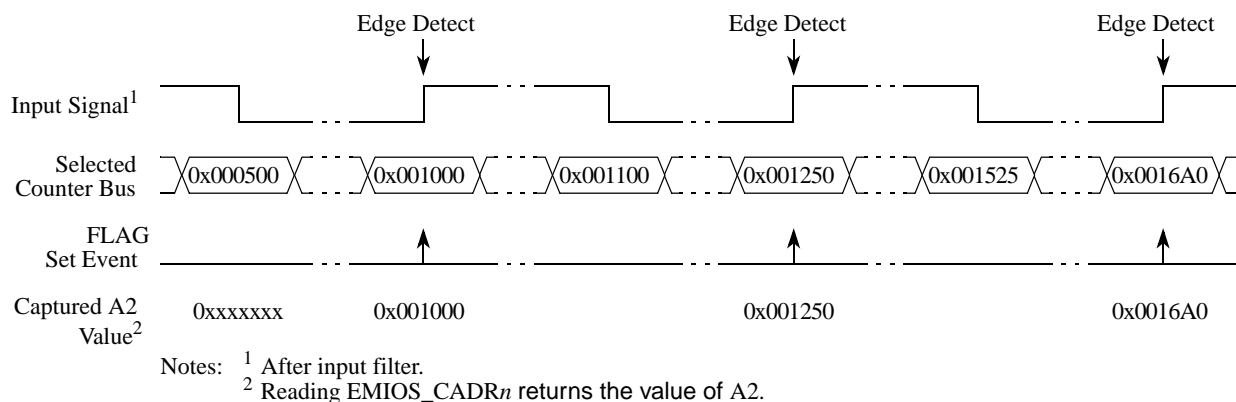 Edge Detect Edge Detect Edge Detect
Input Signal1
Selected
Counter Bus
0x000500 0x001000 0x001100 0x001250 0x001525 0x0016A0
FLAG
Set Event
Captured A2
Value2
0xxxxxxx 0x001000 0x001250 0x0016A0
Notes: 1 After input filter.
2 Reading EMIOS_CADRn returns the value of A2.